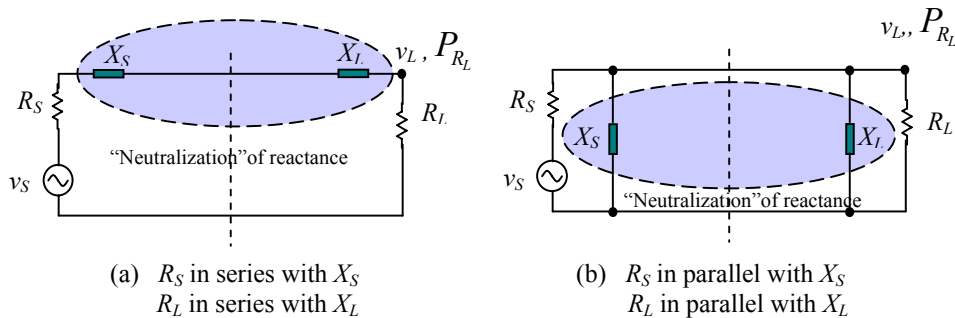 X_S
X_L
v_L , P_{R_L}
R_S
R_L
"Neutralization"of reactance
v_S
(a) R_S in series with X_S
R_L in series with X_L
v_L,, P_{R_L}
R_S
X_S
X_L
R_L
v_S
"Neutralization"of reactance
(b) R_S in parallel with X_S
R_L in parallel with X_L